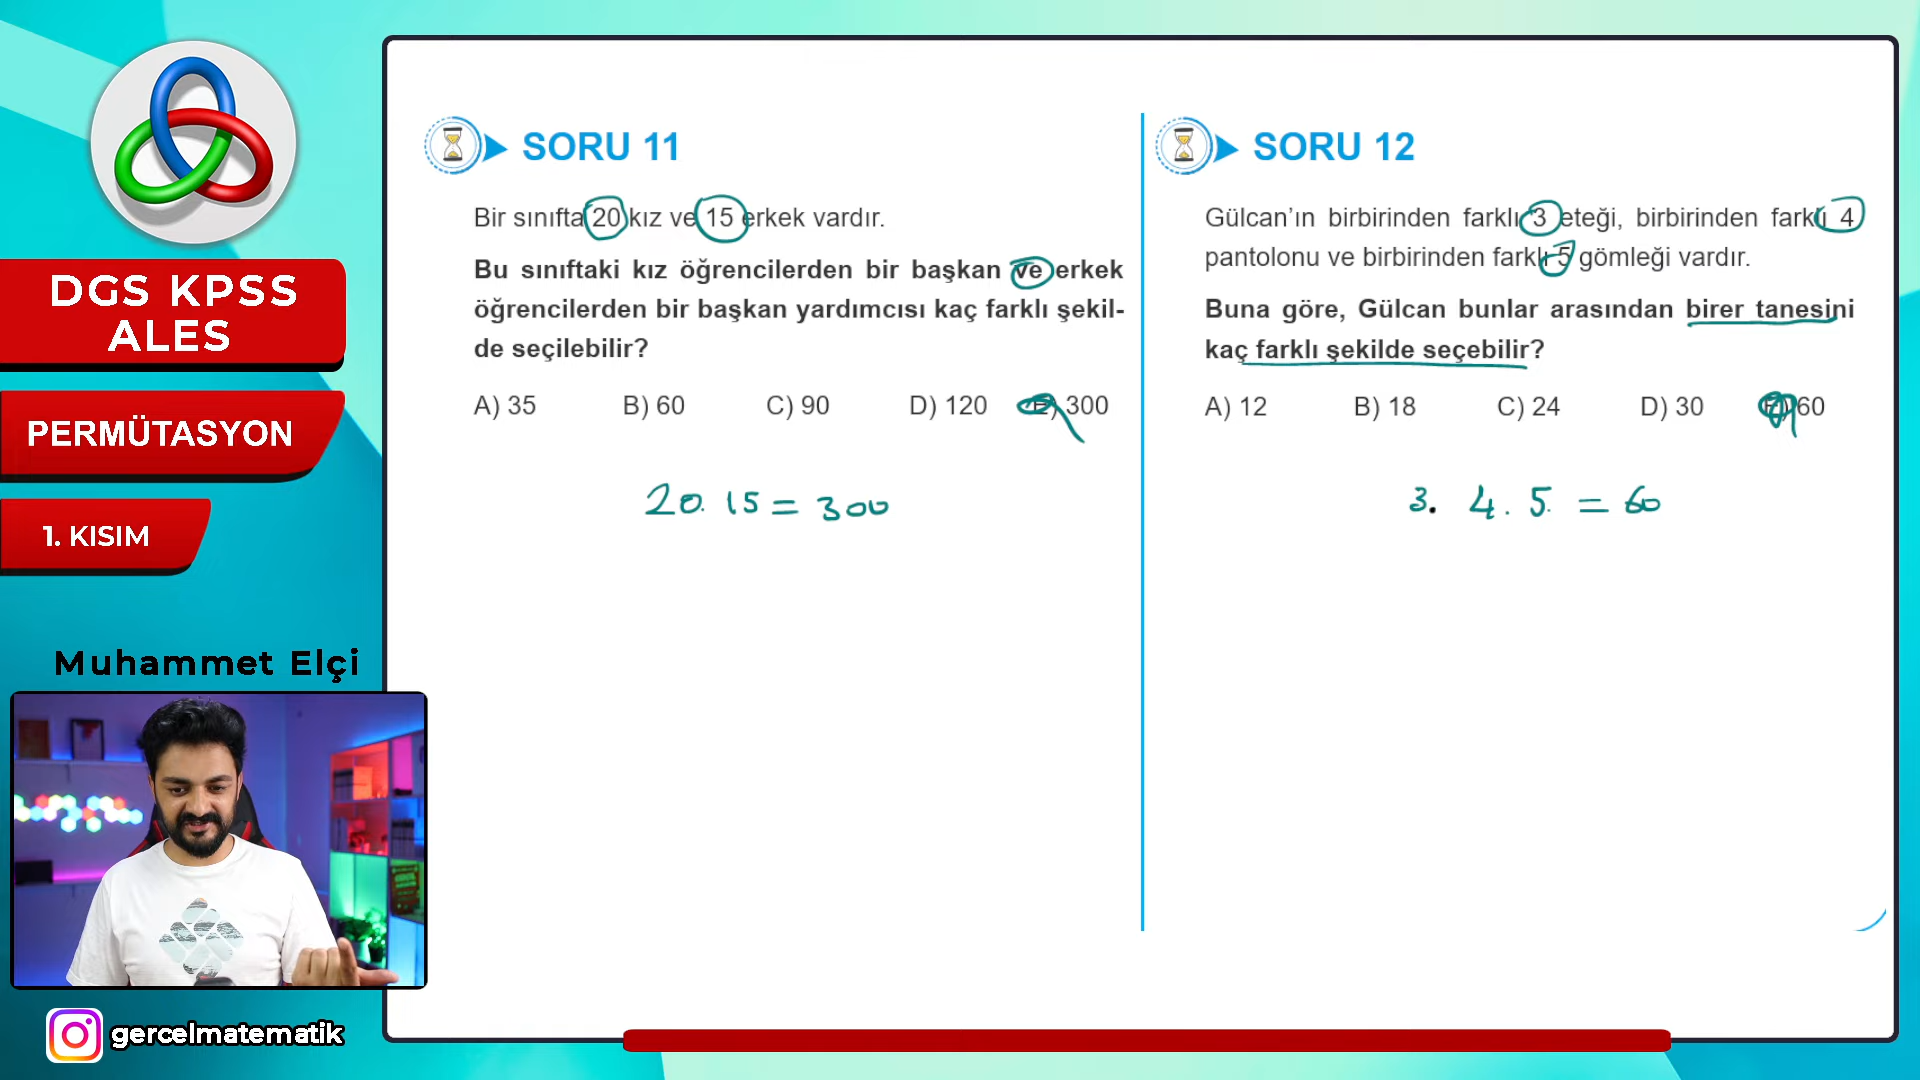 DGS KPSS
ALES
PERMÜTASYON
1. KISIM
Muhammet Elçi
gercelmatematik
SORU 11
Bir sınıfta 20 kız ve 15 erkek vardır.
Bu sınıftaki kız öğrencilerden bir başkan ve erkek
öğrencilerden bir başkan yardımcısı kaç farklı şekil-
de seçilebilir?
A) 35 B) 60 C) 90 D) 120 E) 300
20. 15 = 300
SORU 12
Gülcan'ın birbirinden farklı 3 eteği, birbirinden farklı 4
pantolonu ve birbirinden farklı 5 gömleği vardır.
Buna göre, Gülcan bunlar arasından birer tanesini
kaç farklı şekilde seçebilir?
A) 12 B) 18 C) 24 D) 30 E) 60
3. 4. 5. = 60